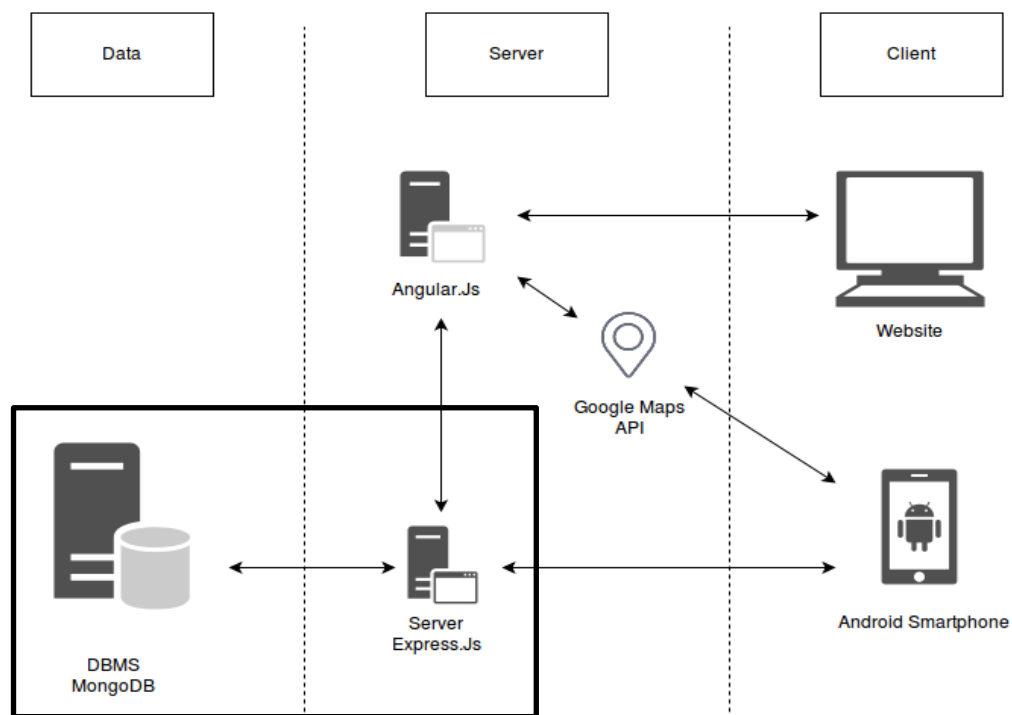 Data
Server
Client
Angular.Js
Website
Google Maps
API
Server
Express.Js
Android Smartphone
DBMS
MongoDB